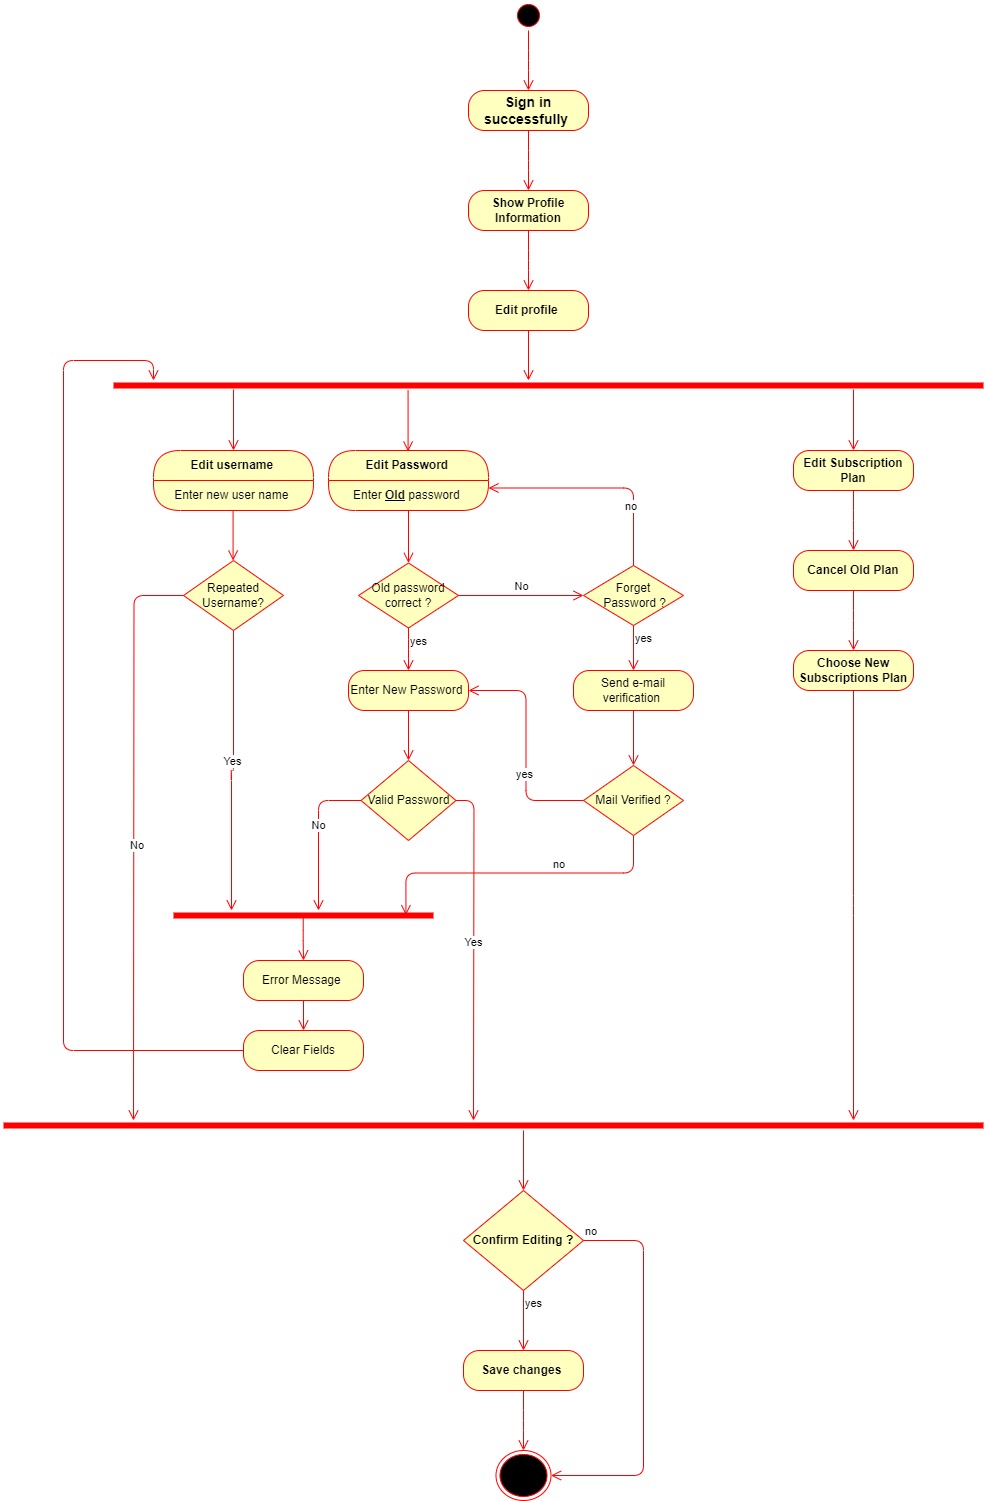 Sign in
successfully
Show Profile
Information
Edit profile
Edit username
Enter new user name
Edit Password
Enter Old password
Edit Subscription
Plan
no
Cancel Old Plan
Repeated
Username?
Old password
correct ?
No
Forget
Password ?
yes
yes
Choose New
Subscriptions Plan
Enter New Password
Send e-mail
verification
Yes
yes
Valid Password
Mail Verified ?
No
No
no
Yes
Error Message
Clear Fields
Confirm Editing ?
no
yes
Save changes